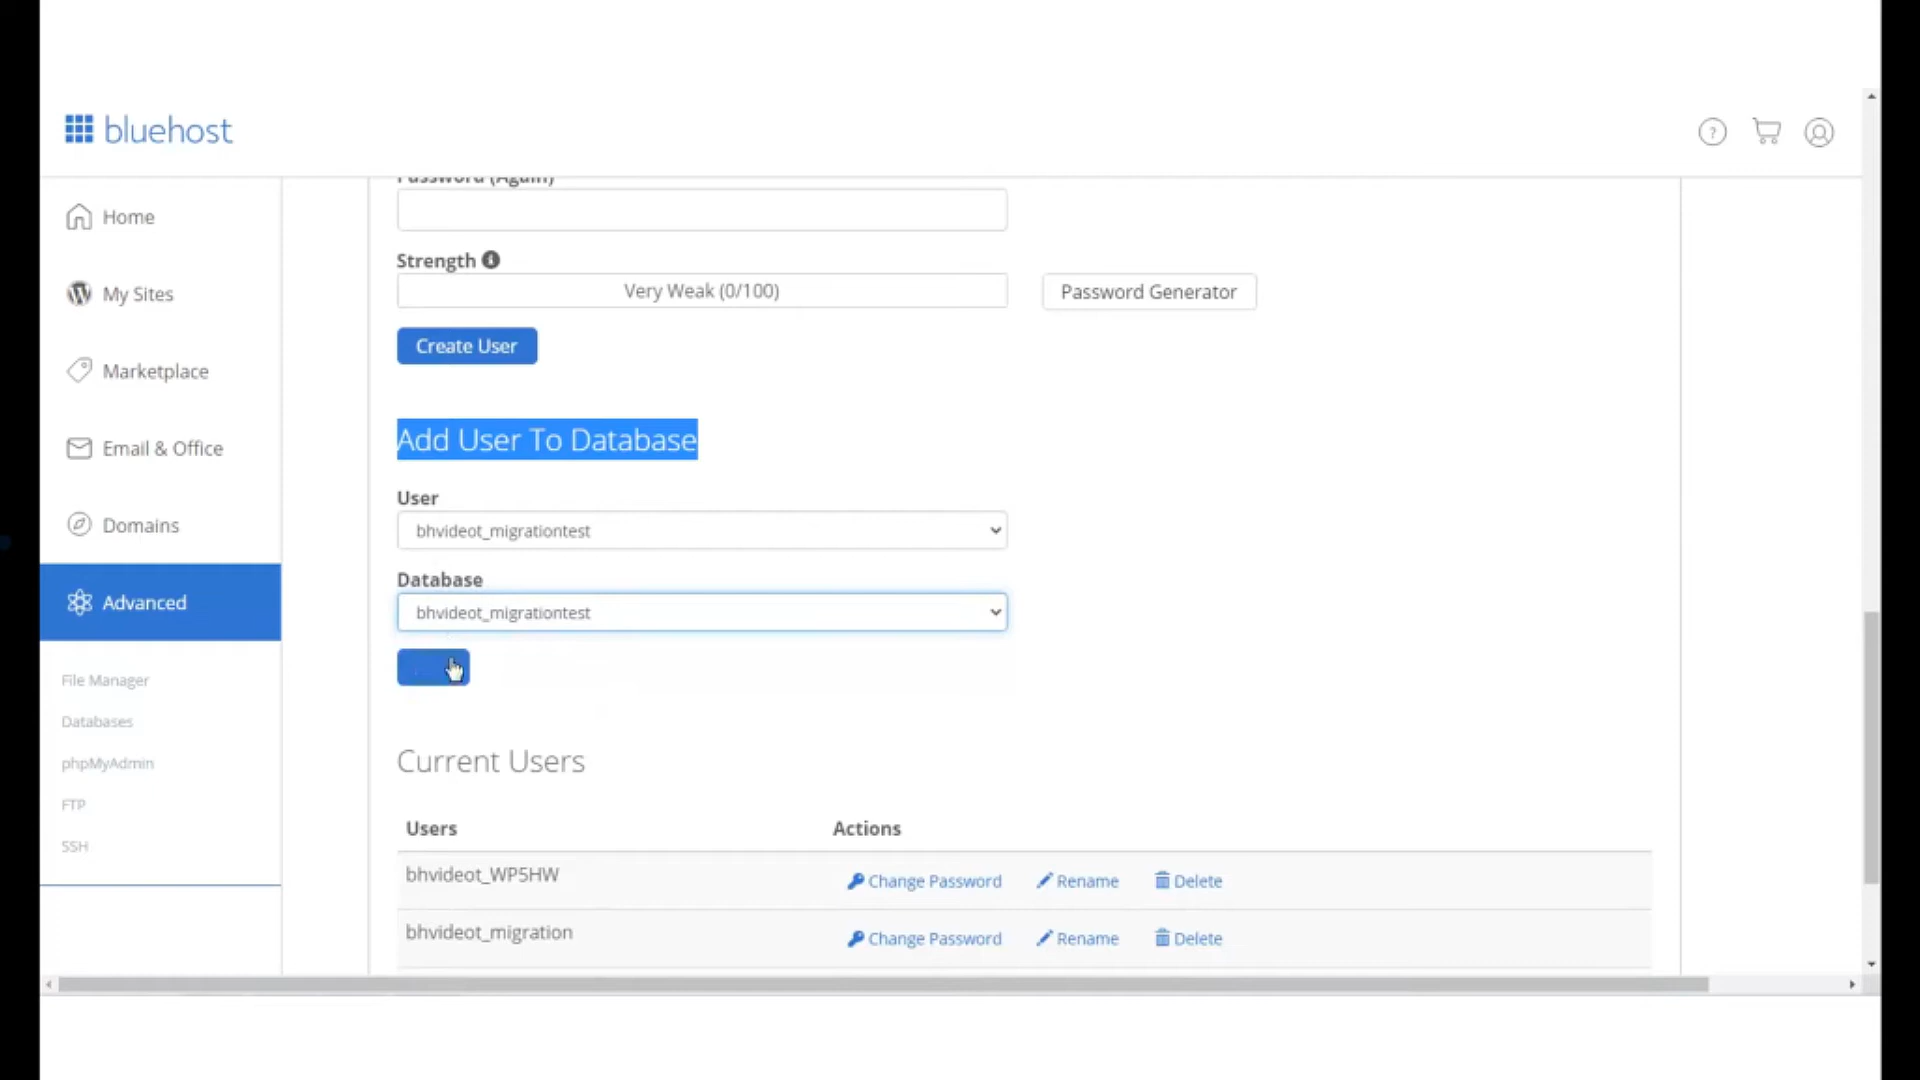 bluehost
?
Home
My Sites
Marketplace
Email & Office
Domains
Advanced
File Manager
Databases
phpMyAdmin
FTP
SSH
Password (Again)
Strength
Very Weak (0/100)
Password Generator
Create User
Add User To Database
User
bhvideot_migrationtest
Database
bhvideot_migrationtest
Current Users
Users Actions
bhvideot_WP5HW Change Password Rename Delete
bhvideot_migration Change Password Rename Delete